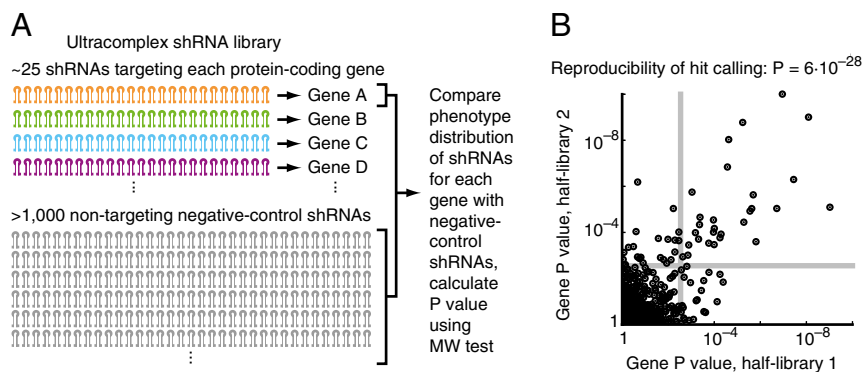 A
Ultracomplex shRNA library
~25 shRNAs targeting each protein-coding gene
Gene A
Gene B
Gene C
Gene D
⋮ ⋮
>1,000 non-targeting negative-control shRNAs
⋮
Compare
phenotype
distribution
of shRNAs
for each
gene with
negative-
control
shRNAs,
calculate
P value
using
MW test
B
Reproducibility of hit calling: P = 6·10⁻²⁸
Gene P value, half-library 2
10⁻⁸
10⁻⁴
1
1 10⁻⁴ 10⁻⁸
Gene P value, half-library 1